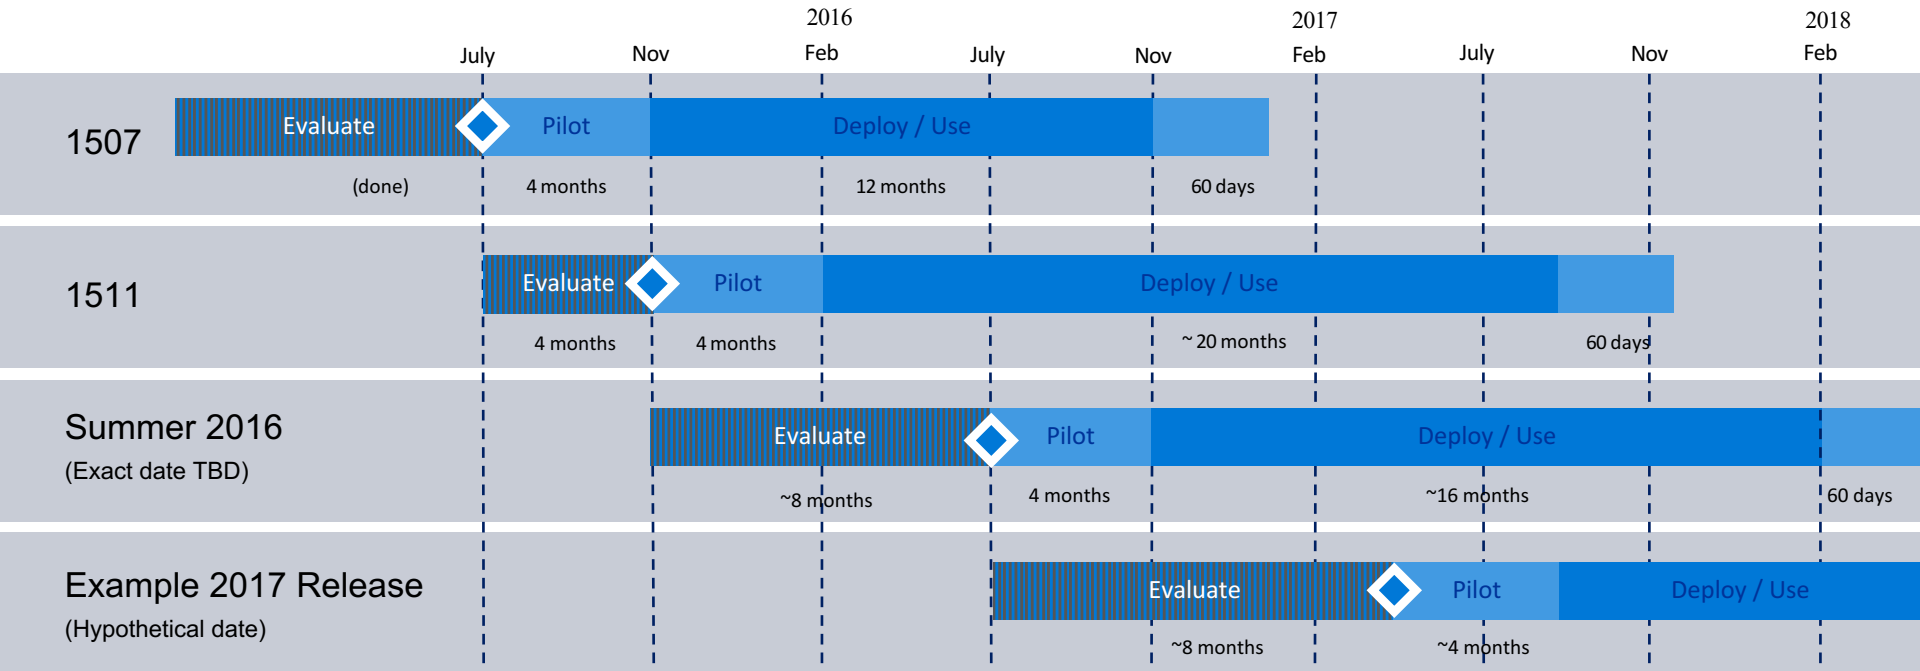 2016
2017
2018
July
Nov
Feb
July
Nov
Feb
July
Nov
Feb
1507
Evaluate
Pilot
Deploy / Use
(done)
4 months
12 months
60 days
1511
Evaluate
Pilot
Deploy / Use
4 months
4 months
~ 20 months
60 days
Summer 2016
(Exact date TBD)
Evaluate
Pilot
Deploy / Use
~8 months
4 months
~16 months
60 days
Example 2017 Release
(Hypothetical date)
Evaluate
Pilot
Deploy / Use
~8 months
~4 months